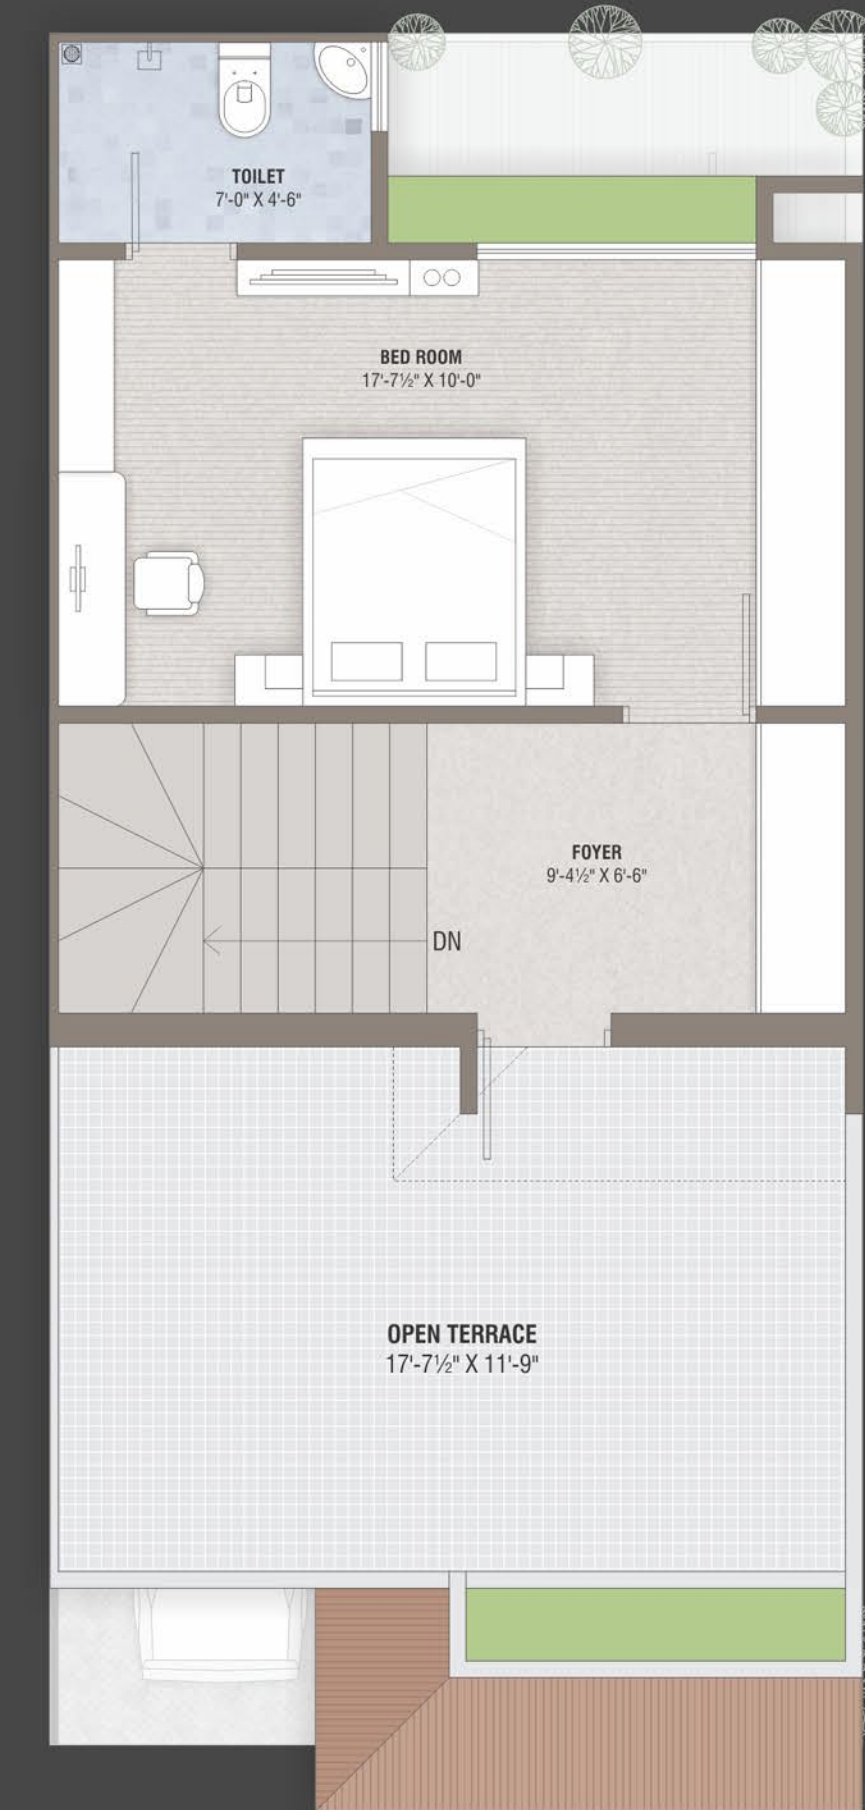 TOILET
7'-0" X 4'-6"
BED ROOM
17'-7½" X 10'-0"
FOYER
9'-4½" X 6'-6"
DN
OPEN TERRACE
17'-7½" X 11'-9"